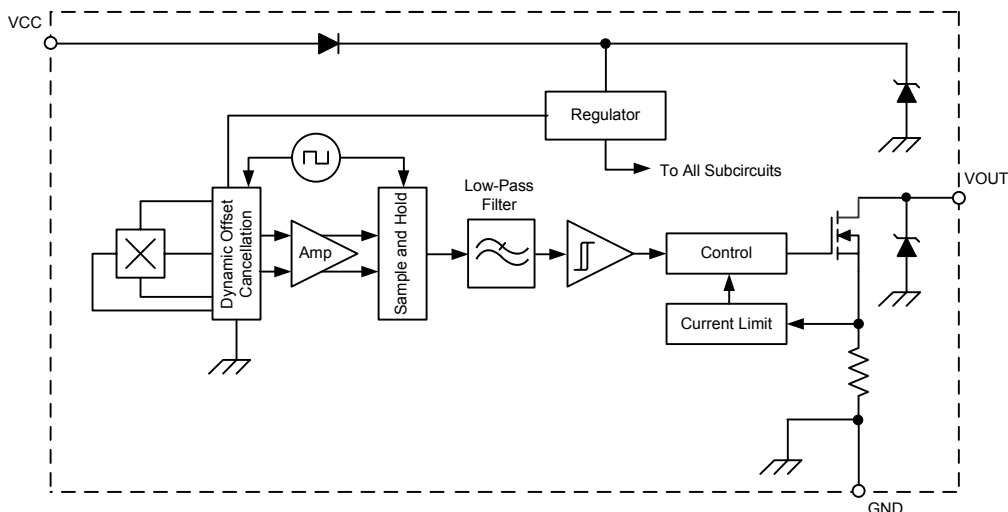 VCC
Regulator
To All Subcircuits
VOUT
Low-Pass
Filter
Dynamic Offset
Cancellation
Amp
Sample and Hold
Control
Current Limit
GND